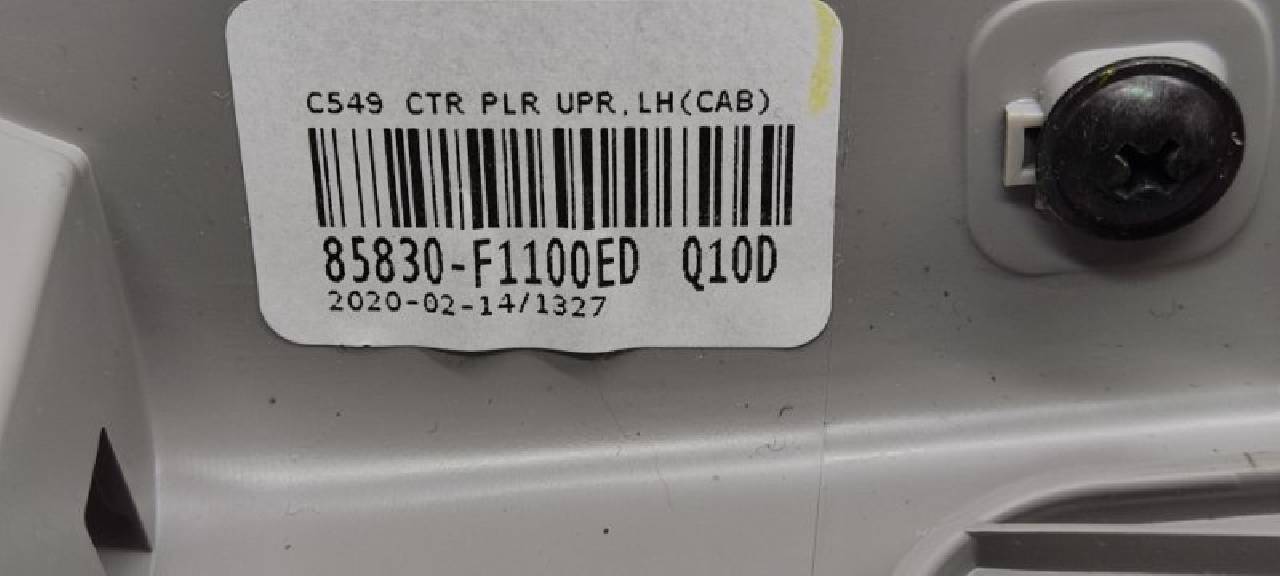 C549 CTR PLR UPR, LH(CAB)
85830-F1100ED Q10D
2020-02-14/1327